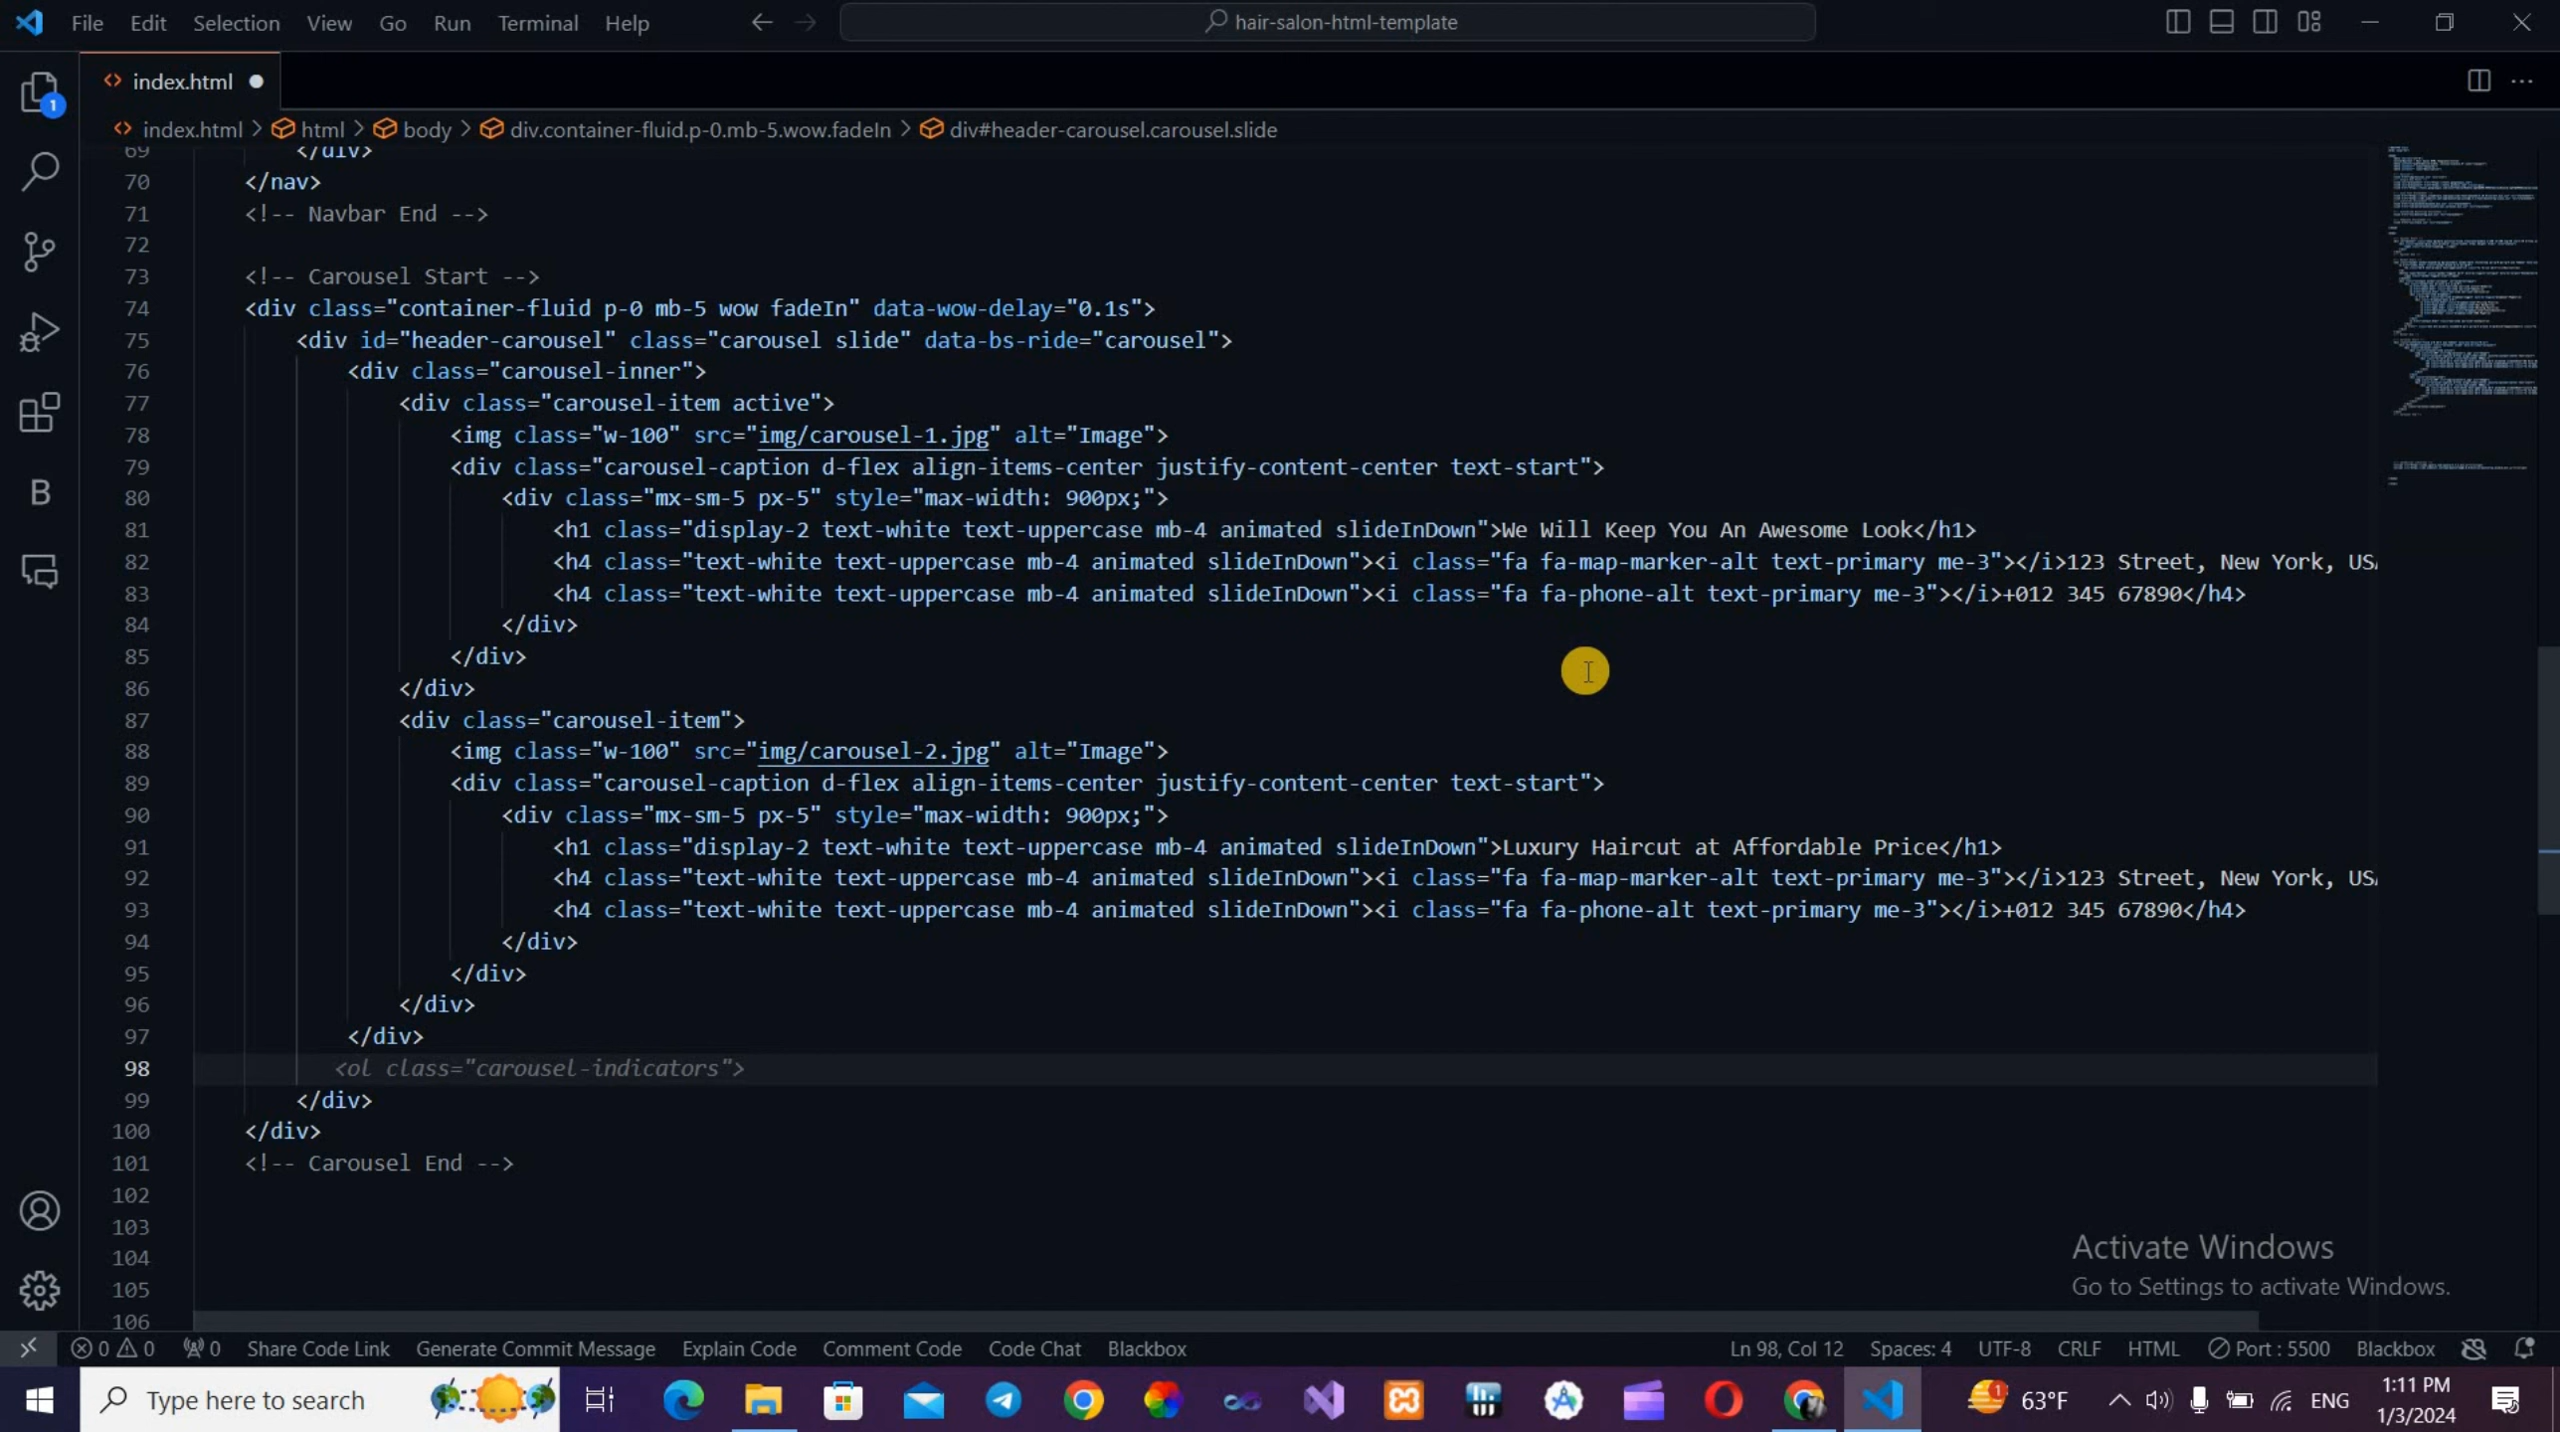 File Edit Selection View Go Run Terminal Help
hair-salon-html-template
index.html
1
index.html > html > body > div.container-fluid.p-0.mb-5.wow.fadeIn > div#header-carousel.carousel.slide
69 </div>
70 </nav>
71 <!-- Navbar End -->
72
73 <!-- Carousel Start -->
74 <div class="container-fluid p-0 mb-5 wow fadeIn" data-wow-delay="0.1s">
75 <div id="header-carousel" class="carousel slide" data-bs-ride="carousel">
76 <div class="carousel-inner">
77 <div class="carousel-item active">
78 <img class="w-100" src="img/carousel-1.jpg" alt="Image">
79 <div class="carousel-caption d-flex align-items-center justify-content-center text-start">
80 <div class="mx-sm-5 px-5" style="max-width: 900px;">
81 <h1 class="display-2 text-white text-uppercase mb-4 animated slideInDown">We Will Keep You An Awesome Look</h1>
82 <h4 class="text-white text-uppercase mb-4 animated slideInDown"><i class="fa fa-map-marker-alt text-primary me-3"></i>123 Street, New York, USA
83 <h4 class="text-white text-uppercase mb-4 animated slideInDown"><i class="fa fa-phone-alt text-primary me-3"></i>+012 345 67890</h4>
84 </div>
85 </div>
86 </div>
87 <div class="carousel-item">
88 <img class="w-100" src="img/carousel-2.jpg" alt="Image">
89 <div class="carousel-caption d-flex align-items-center justify-content-center text-start">
90 <div class="mx-sm-5 px-5" style="max-width: 900px;">
91 <h1 class="display-2 text-white text-uppercase mb-4 animated slideInDown">Luxury Haircut at Affordable Price</h1>
92 <h4 class="text-white text-uppercase mb-4 animated slideInDown"><i class="fa fa-map-marker-alt text-primary me-3"></i>123 Street, New York, USA
93 <h4 class="text-white text-uppercase mb-4 animated slideInDown"><i class="fa fa-phone-alt text-primary me-3"></i>+012 345 67890</h4>
94 </div>
95 </div>
96 </div>
97 </div>
98 <ol class="carousel-indicators">
99 </div>
100 </div>
101 <!-- Carousel End -->
102
103
104
105
106
B
Activate Windows
Go to Settings to activate Windows.
0 0 0 Share Code Link Generate Commit Message Explain Code Comment Code Code Chat Blackbox Ln 98, Col 12 Spaces: 4 UTF-8 CRLF HTML Port : 5500 Blackbox
Type here to search 1 63°F ENG 1:11 PM
1/3/2024